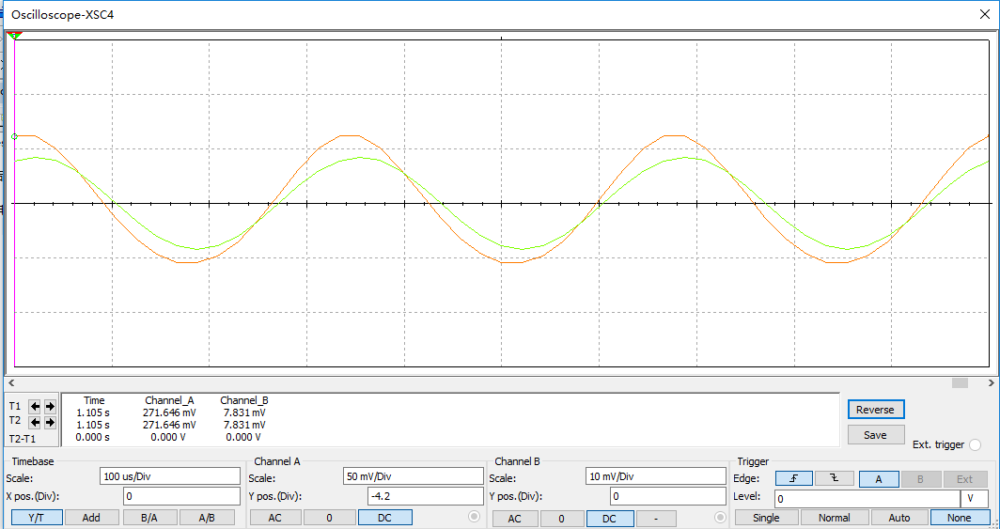 Oscilloscope-XSC4
T1
T2
T2-T1
Time Channel_A Channel_B
1.105 s 271.646 mV 7.831 mV
1.105 s 271.646 mV 7.831 mV
0.000 s 0.000 V 0.000 V
Reverse
Save
Ext. trigger
Timebase
Scale: 100 us/Div
X pos.(Div): 0
Y/T Add B/A A/B
Channel A
Scale: 50 mV/Div
Y pos.(Div): -4.2
AC 0 DC
Channel B
Scale: 10 mV/Div
Y pos.(Div): 0
AC 0 DC -
Trigger
Edge: A B Ext
Level: 0 V
Single Normal Auto None